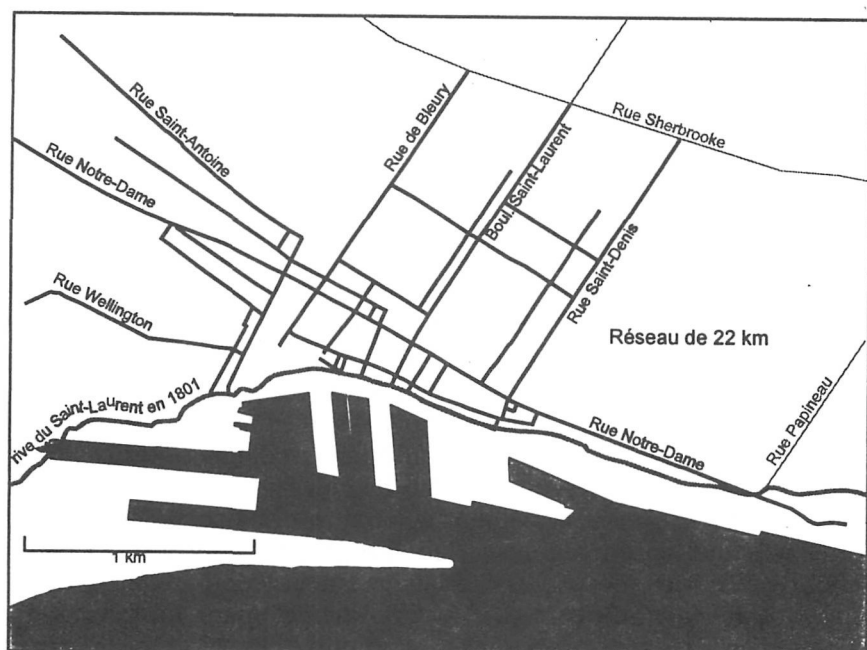 Rue Saint-Antoine
Rue de Bleury
Rue Sherbrooke
Boul. Saint-Laurent
Rue Notre-Dame
Rue Saint-Denis
Rue Wellington
Réseau de 22 km
Rue Papineau
rive du Saint-Laurent en 1801
Rue Notre-Dame
1 km